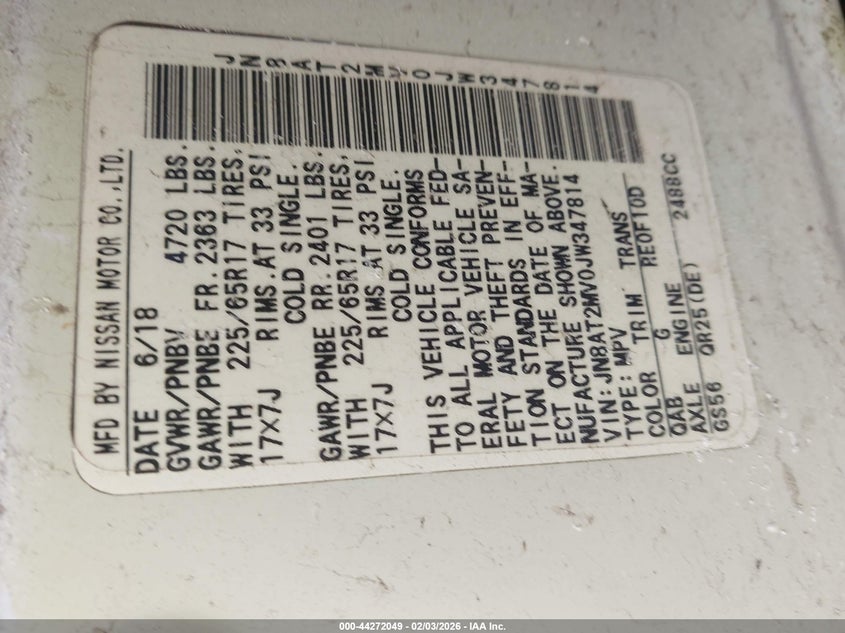 JN8AT2MV0JW347814
MFD BY NISSAN MOTOR CO.,LTD.
DATE 6/18
GVWR/PNBV 4720 LBS.
GAWR/PNBE FR.2363 LBS.
WITH 225/65R17 TIRES,
17X7J RIMS.AT 33 PSI
COLD SINGLE.
GAWR/PNBE RR.2401 LBS.
WITH 225/65R17 TIRES,
17X7J RIMS.AT 33 PSI
COLD SINGLE.
THIS VEHICLE CONFORMS
TO ALL APPLICABLE FED-
ERAL MOTOR VEHICLE SA-
FETY AND THEFT PREVEN-
TION STANDARDS IN EFF-
ECT ON THE DATE OF MA-
NUFACTURE SHOWN ABOVE.
VIN:JN8AT2MV0JW347814
TYPE:MPV
COLOR TRIM TRANS
QAB G RE0F10D
AXLE ENGINE
GS56 QR25(DE) 2488CC
000-44272049 - 02/03/2026 - IAA Inc.